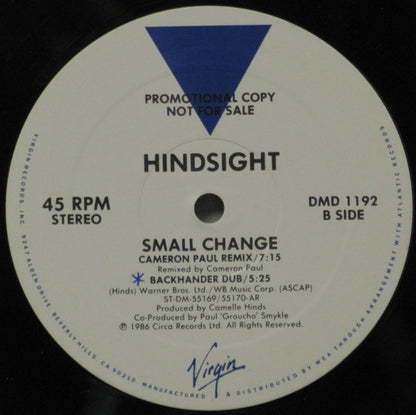 PROMOTIONAL COPY
NOT FOR SALE
HINDSIGHT
45 RPM
STEREO
DMD 1192
B SIDE
SMALL CHANGE
CAMERON PAUL REMIX/7:15
Remixed by Cameron Paul
* BACKHANDER DUB/5:25
(Hinds) Warner Bros. Ltd./WB Music Corp. (ASCAP)
ST-DM-55169/55170-AR
Produced by Camelle Hinds
Co-Produced by Paul 'Groucho' Smykle
℗ 1986 Circa Records Ltd. All Rights Reserved.
Virgin
VIRGIN RECORDS, INC. 9247 ALDEN DRIVE, BEVERLY HILLS, CA 90210. MANUFACTURED & DISTRIBUTED BY WEA THROUGH ARRANGEMENT WITH ATLANTIC RECORDS